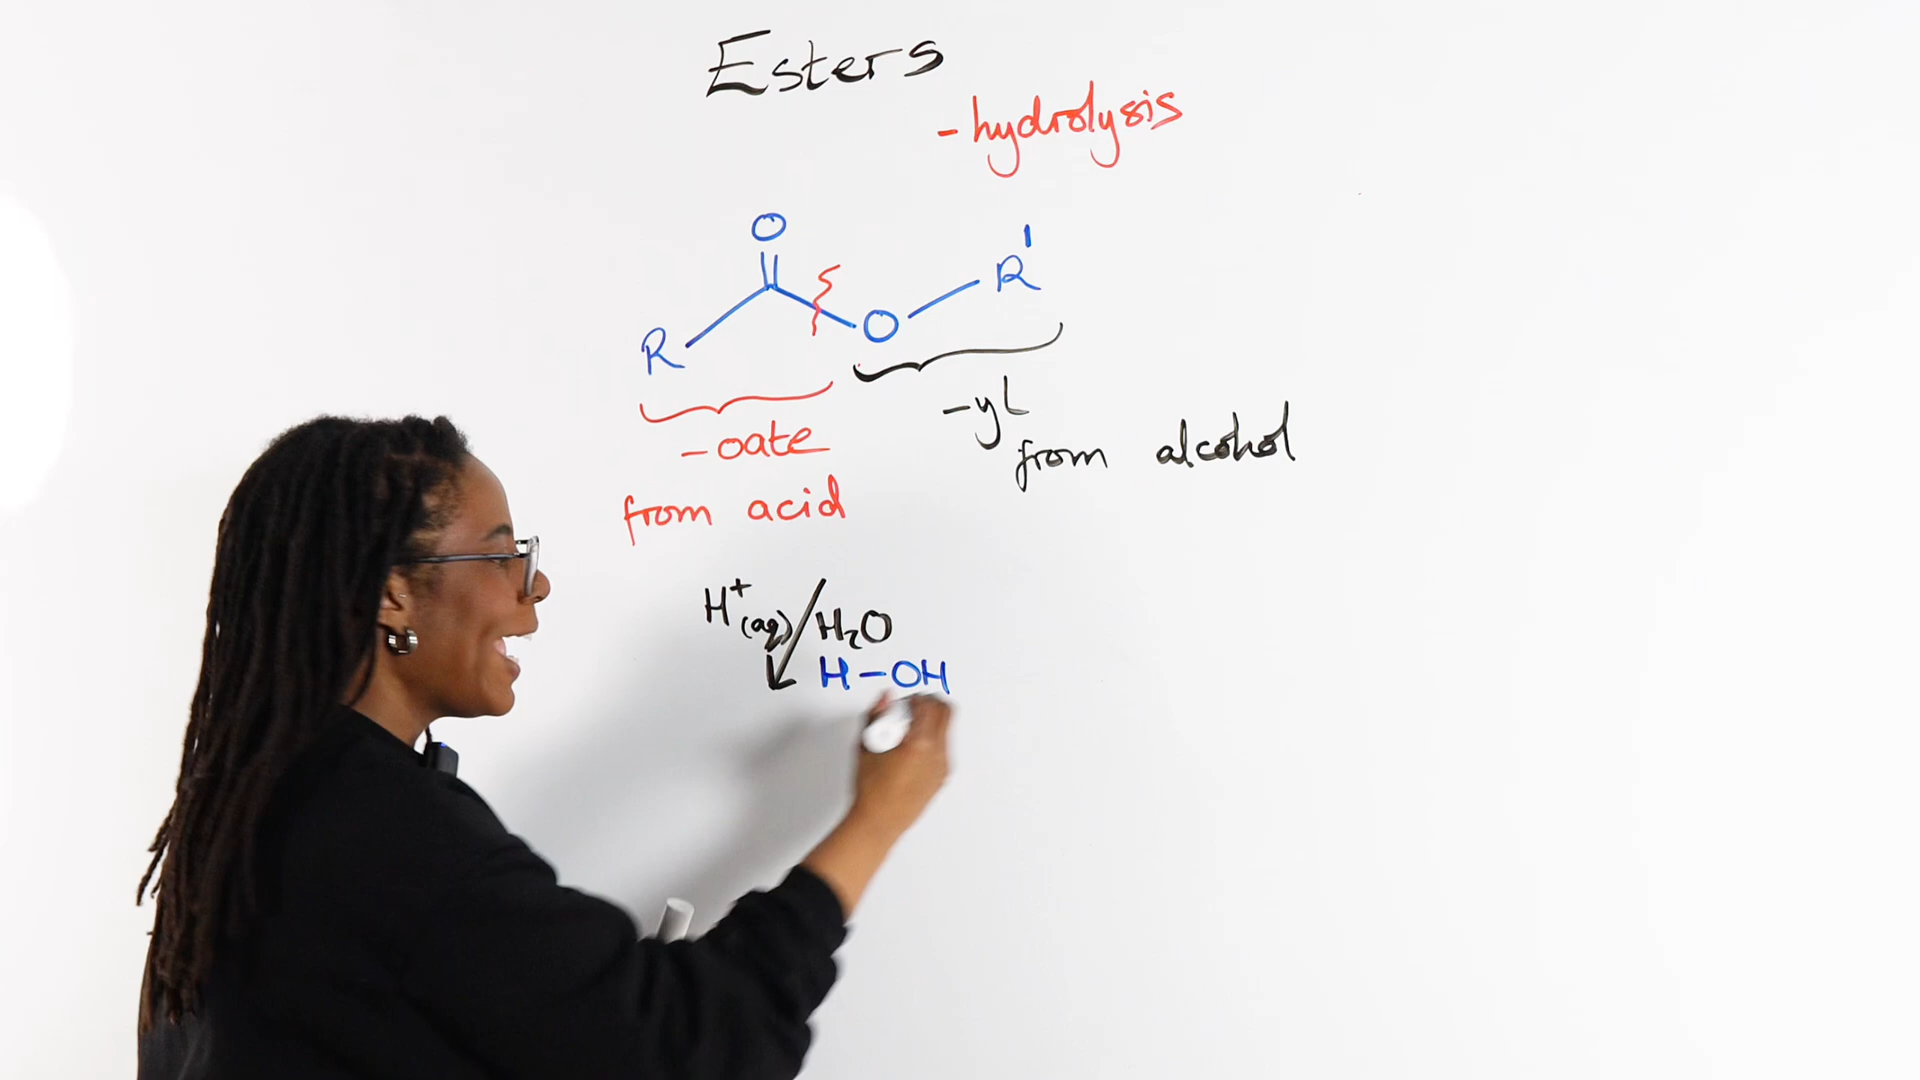 Esters
-hydrolysis
O
R O R'
-oate
from acid
-yl
from alcohol
H⁺(aq)/H₂O
H-OH